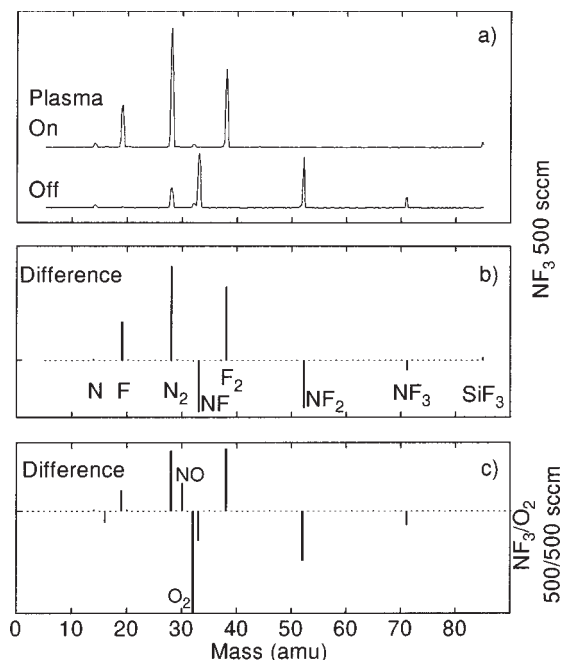 a)
Plasma
On
Off
NF₃ 500 sccm
Difference
b)
N F N₂ NF F₂ NF₂ NF₃ SiF₃
Difference
c)
NO
O₂
NF₃/O₂
500/500 sccm
0 10 20 30 40 50 60 70 80
Mass (amu)